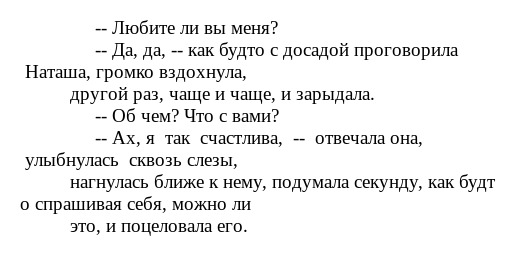 -- Любите ли вы меня?
-- Да, да, -- как будто с досадой проговорила
Наташа, громко вздохнула,
другой раз, чаще и чаще, и зарыдала.
-- Об чем? Что с вами?
-- Ах, я так счастлива, -- отвечала она,
улыбнулась сквозь слезы,
нагнулась ближе к нему, подумала секунду, как будт
о спрашивая себя, можно ли
это, и поцеловала его.